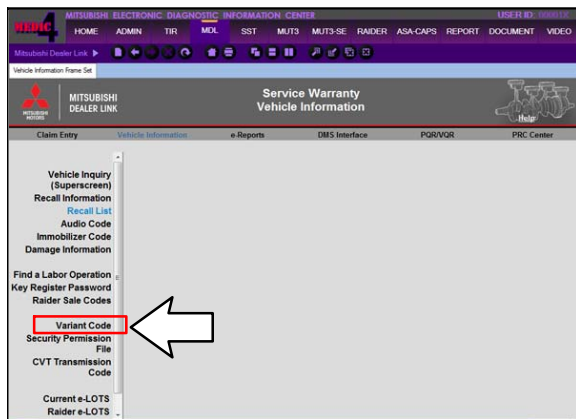 MEDIC4
MITSUBISHI ELECTRONIC DIAGNOSTIC INFORMATION CENTER
USER ID:
HOME ADMIN TIR MDL SST MUT3 MUT3-SE RAIDER ASA-CAPS REPORT DOCUMENT VIDEO
Mitsubishi Dealer Link
Vehicle Information Frame Set
MITSUBISHI MOTORS
MITSUBISHI
DEALER LINK
Service Warranty
Vehicle Information
Help
Claim Entry Vehicle Information e-Reports DMS Interface PQR/VQR PRC Center
Vehicle Inquiry
(Superscreen)
Recall Information
Recall List
Audio Code
Immobilizer Code
Damage Information
Find a Labor Operation
Key Register Password
Raider Sale Codes
Variant Code
Security Permission
File
CVT Transmission
Code
Current e-LOTS
Raider e-LOTS